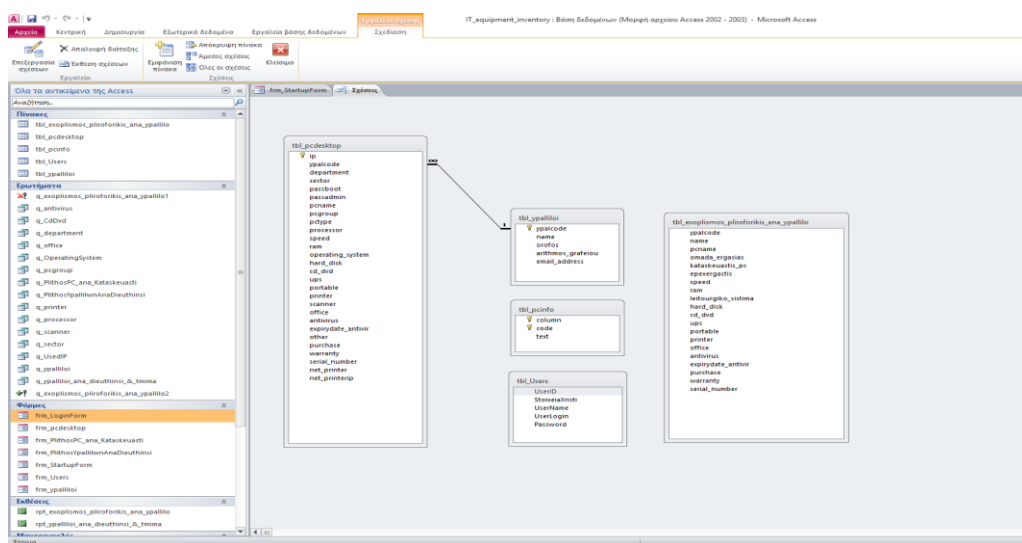 IT_equipment_inventory : Βάση δεδομένων (Μορφή αρχείου Access 2002 - 2003) - Microsoft Access
Εργαλεία σχέσης
Αρχείο Κεντρική Δημιουργία Εξωτερικά δεδομένα Εργαλεία βάσης δεδομένων Σχεδίαση
Επεξεργασία σχέσεων
Απαλοιφή διάταξης
Έκθεση σχέσεων
Εργαλεία
Εμφάνιση πίνακα
Απόκρυψη πίνακα
Άμεσες σχέσεις
Όλες οι σχέσεις
Σχέσεις
Κλείσιμο
Όλα τα αντικείμενα της Access
Αναζήτηση...
Πίνακες
tbl_exoplismos_pliroforikis_ana_ypallilo
tbl_pcdesktop
tbl_pcinfo
tbl_Users
tbl_ypalliloi
Ερωτήματα
q_exoplismos_pliroforikis_ana_ypallilo1
q_antivirus
q_CdDvd
q_department
q_office
q_OperatingSystem
q_pcgroup
q_PlithosPC_ana_Kataskeuasti
q_PlithosYpallilwnAnaDieuthinsi
q_printer
q_processor
q_scanner
q_sector
q_UsedIP
q_ypalliloi
q_ypalliloi_ana_dieuthinsi_&_tmima
q_exoplismos_pliroforikis_ana_ypallilo2
Φόρμες
frm_LoginForm
frm_pcdesktop
frm_PlithosPC_ana_Kataskeuasti
frm_PlithosYpallilwnAnaDieuthinsi
frm_StartupForm
frm_Users
frm_ypalliloi
Εκθέσεις
rpt_exoplismos_pliroforikis_ana_ypallilo
rpt_ypalliloi_ana_dieuthinsi_&_tmima
frm_StartupForm Σχέσεις
tbl_pcdesktop
ip
ypalcode
department
sector
passboot
passadmin
pcname
pcgroup
pctype
processor
speed
ram
operating_system
hard_disk
cd_dvd
ups
portable
printer
scanner
office
antivirus
expirydate_antivir
other
purchase
warranty
serial_number
net_printer
net_printerip
∞
1
tbl_ypalliloi
ypalcode
name
orofos
arithmos_grafeiou
email_address
tbl_pcinfo
column
code
text
tbl_Users
UserID
StoixeiaXristi
UserName
UserLogin
Password
tbl_exoplismos_pliroforikis_ana_ypallilo
ypalcode
name
pcname
omada_ergasias
kataskeuastis_pc
epexergastis
speed
ram
leitourgiko_sistima
hard_disk
cd_dvd
ups
portable
printer
office
antivirus
expirydate_antivir
purchase
warranty
serial_number